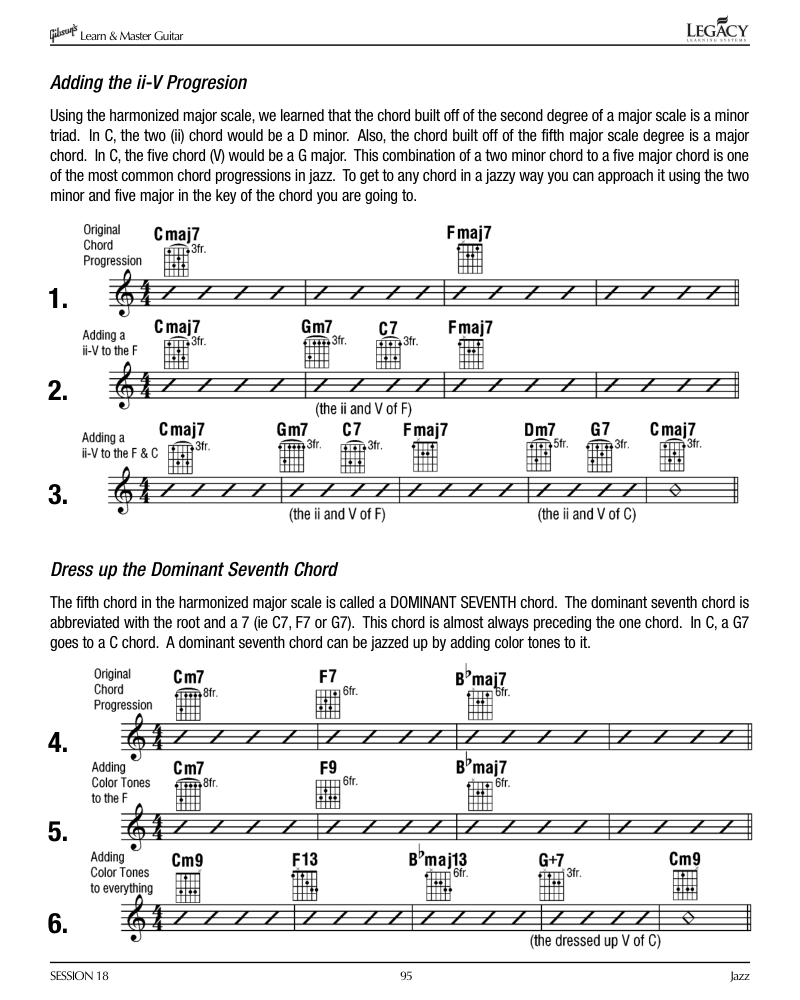 Gibson's Learn & Master Guitar
LEGACY
LEARNING SYSTEMS
Adding the ii-V Progresion
Using the harmonized major scale, we learned that the chord built off of the second degree of a major scale is a minor
triad. In C, the two (ii) chord would be a D minor. Also, the chord built off of the fifth major scale degree is a major
chord. In C, the five chord (V) would be a G major. This combination of a two minor chord to a five major chord is one
of the most common chord progressions in jazz. To get to any chord in a jazzy way you can approach it using the two
minor and five major in the key of the chord you are going to.
Original
Chord
Progression
Cmaj7 Fmaj7
3fr.
1.
4
4
Adding a
ii-V to the F
Cmaj7 Gm7 C7 Fmaj7
3fr. 3fr. 3fr.
2.
4
4
(the ii and V of F)
Adding a
ii-V to the F & C
Cmaj7 Gm7 C7 Fmaj7 Dm7 G7 Cmaj7
3fr. 3fr. 3fr. 5fr. 3fr. 3fr.
3.
4
4
(the ii and V of F) (the ii and V of C)
Dress up the Dominant Seventh Chord
The fifth chord in the harmonized major scale is called a DOMINANT SEVENTH chord. The dominant seventh chord is
abbreviated with the root and a 7 (ie C7, F7 or G7). This chord is almost always preceding the one chord. In C, a G7
goes to a C chord. A dominant seventh chord can be jazzed up by adding color tones to it.
Original
Chord
Progression
Cm7 F7 B♭maj7
8fr. 6fr. 6fr.
4.
4
4
Adding
Color Tones
to the F
Cm7 F9 B♭maj7
8fr. 6fr. 6fr.
5.
4
4
Adding
Color Tones
to everything
Cm9 F13 B♭maj13 G+7 Cm9
6fr. 3fr.
6.
4
4
(the dressed up V of C)
SESSION 18 95 Jazz